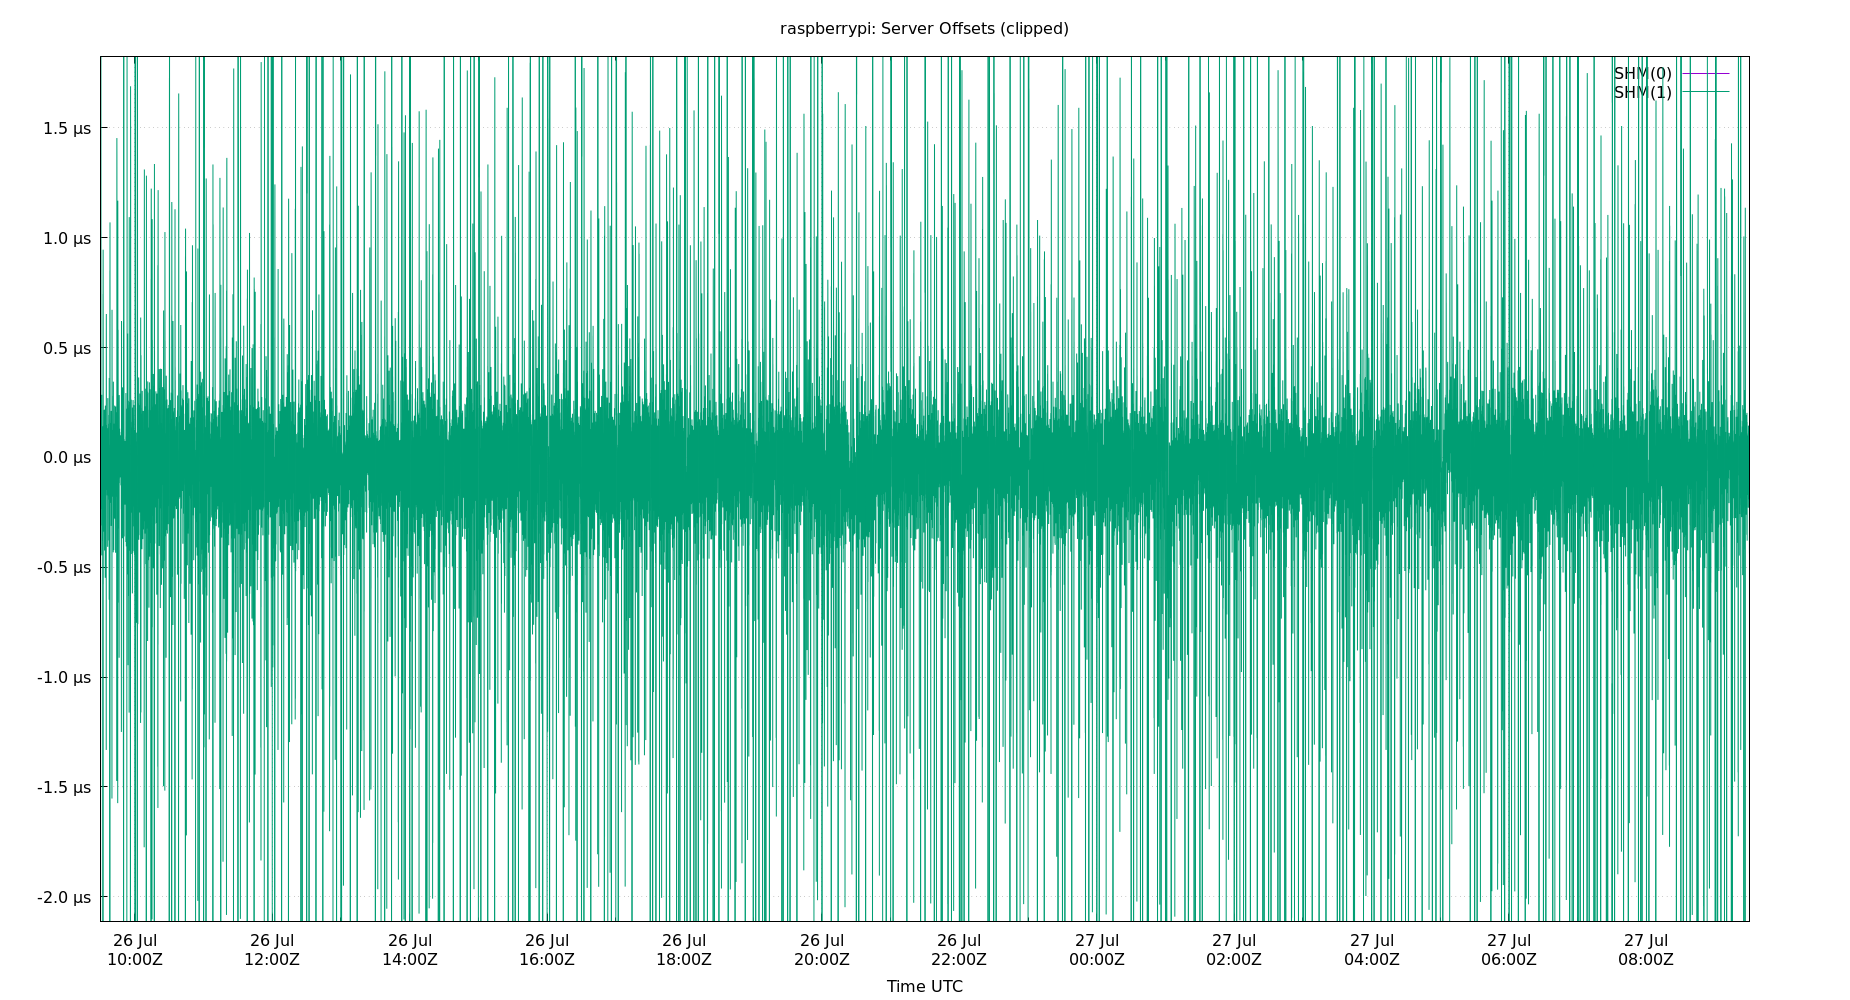 raspberrypi: Server Offsets (clipped)
SHM(0)
SHM(1)
1.5 µs
1.0 µs
0.5 µs
0.0 µs
-0.5 µs
-1.0 µs
-1.5 µs
-2.0 µs
26 Jul 26 Jul 26 Jul 26 Jul 26 Jul 26 Jul 26 Jul 27 Jul 27 Jul 27 Jul 27 Jul 27 Jul
10:00Z 12:00Z 14:00Z 16:00Z 18:00Z 20:00Z 22:00Z 00:00Z 02:00Z 04:00Z 06:00Z 08:00Z
Time UTC